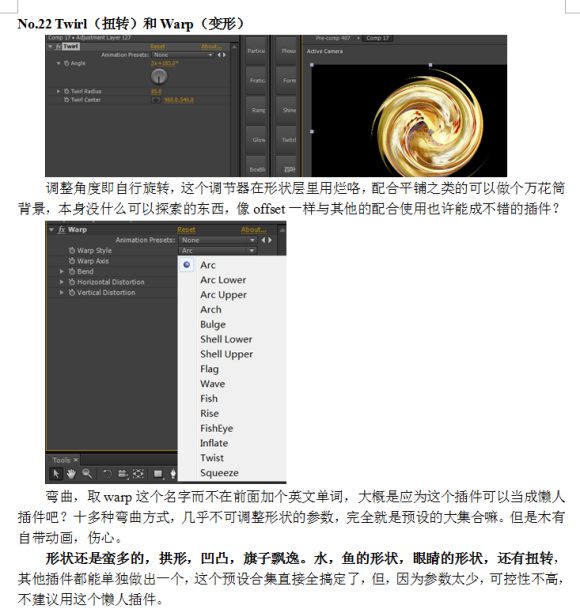 No.22 Twirl（扭转）和 Warp（变形）
Comp 17 • Adjustment Layer 127
fx Twirl Reset About...
Animation Presets: None
Angle
Twirl Radius 85.0
Twirl Center 960.0,540.0
Particu
Fractic
Ramp
Glow
Plexu
Form
Shine
Twitch
Pre-comp 407 Comp 17
Active Camera
调整角度即自行旋转，这个调节器在形状层里用烂咯，配合平铺之类的可以做个万花筒
背景，本身没什么可以探索的东西，像 offset 一样与其他的配合使用也许能成不错的插件？
fx Warp Reset About...
Animation Presets: None
Warp Style Arc
Warp Axis
Bend
Horizontal Distortion
Vertical Distortion
Arc
Arc Lower
Arc Upper
Arch
Bulge
Shell Lower
Shell Upper
Flag
Wave
Fish
Rise
FishEye
Inflate
Twist
Squeeze
Tools ×
弯曲，取 warp 这个名字而不在前面加个英文单词，大概是应为这个插件可以当成懒人
插件吧？十多种弯曲方式，几乎不可调整形状的参数，完全就是预设的大集合嘛。但是木有
自带动画，伤心。
形状还是蛮多的，拱形，凹凸，旗子飘逸。水，鱼的形状，眼睛的形状，还有扭转，
其他插件都能单独做出一个，这个预设合集直接全搞定了，但，因为参数太少，可控性不高，
不建议用这个懒人插件。